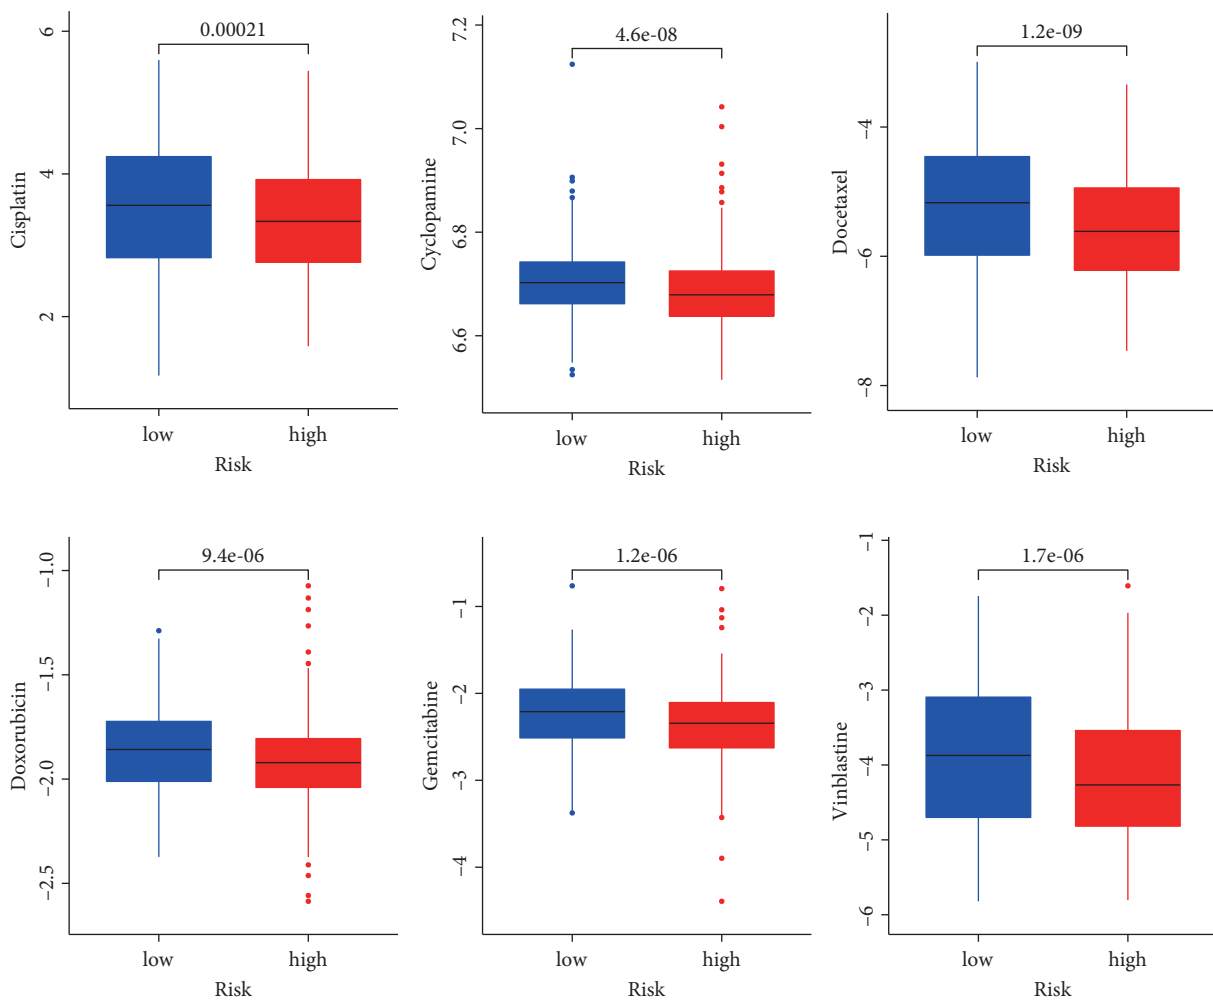 Cisplatin
6
4
2
0.00021
low
high
Risk
Cyclopamine
7.2
7.0
6.8
6.6
4.6e-08
low
high
Risk
Docetaxel
−4
−6
−8
1.2e-09
low
high
Risk
Doxorubicin
−1.0
−1.5
−2.0
−2.5
9.4e-06
low
high
Risk
Gemcitabine
−1
−2
−3
−4
1.2e-06
low
high
Risk
Vinblastine
−1
−2
−3
−4
−5
−6
1.7e-06
low
high
Risk